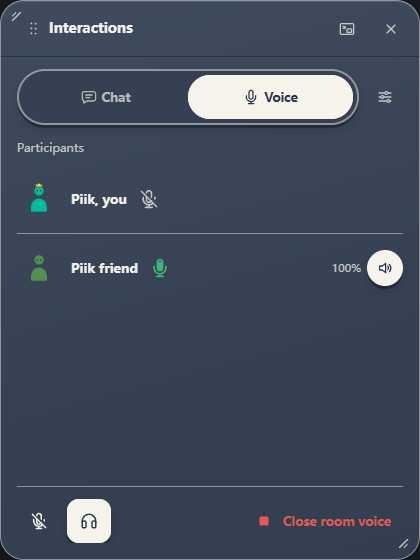 Interactions
Chat
Voice
Participants
Piik, you
Piik friend
100%
Close room voice